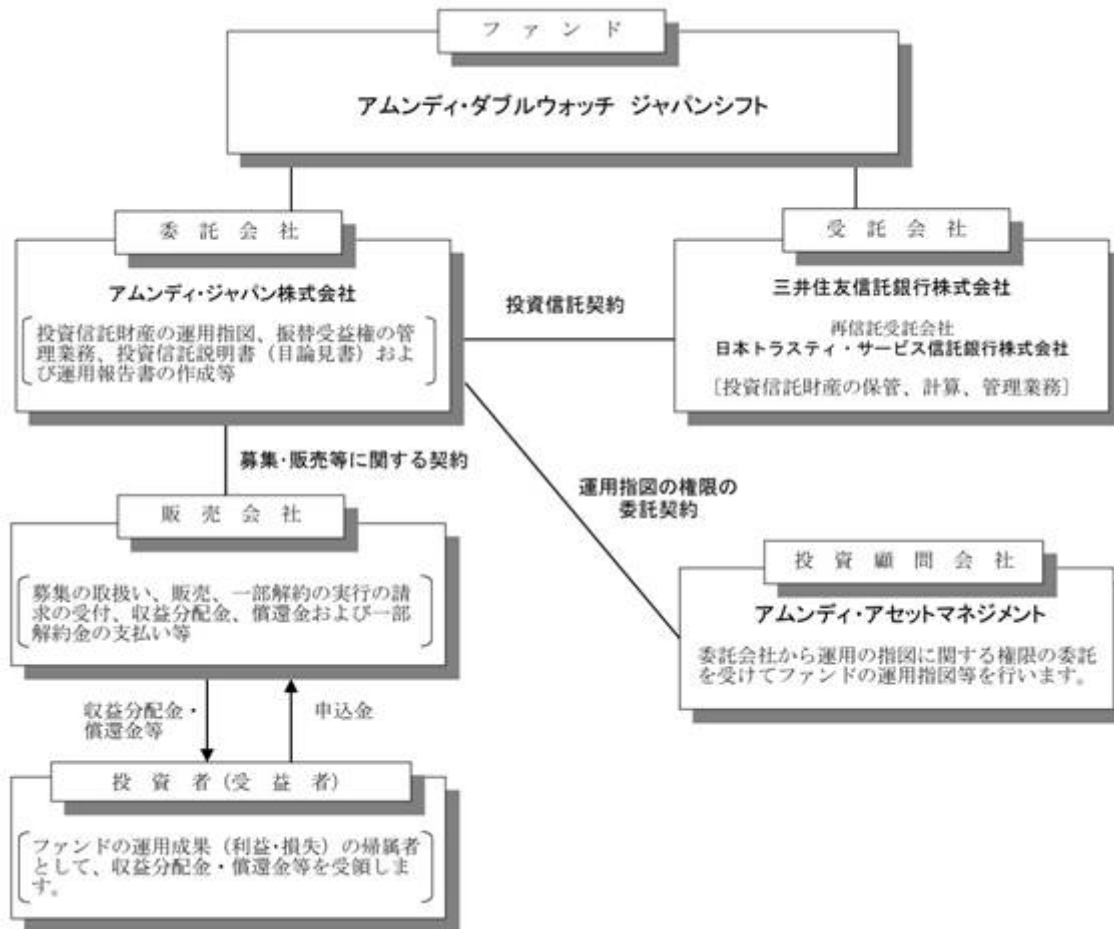 ファンド
アムンディ・ダブルウォッチ ジャパンシフト
委託会社
アムンディ・ジャパン株式会社
投資信託財産の運用指図、振替受益権の管
理業務、投資信託説明書(目論見書)およ
び運用報告書の作成等
投資信託契約
受託会社
三井住友信託銀行株式会社
再信託受託会社
日本トラスティ・サービス信託銀行株式会社
〔投資信託財産の保管、計算、管理業務〕
募集・販売等に関する契約
運用指図の権限の
委託契約
販売会社
募集の取扱い、販売、一部解約の実行の請
求の受付、収益分配金、償還金および一部
解約金の支払い等
投資顧問会社
アムンディ・アセットマネジメント
委託会社から運用の指図に関する権限の委託
を受けてファンドの運用指図等を行います。
収益分配金・
償還金等
申込金
投資者(受益者)
ファンドの運用成果(利益・損失)の帰属者
として、収益分配金・償還金等を受領しま
す。